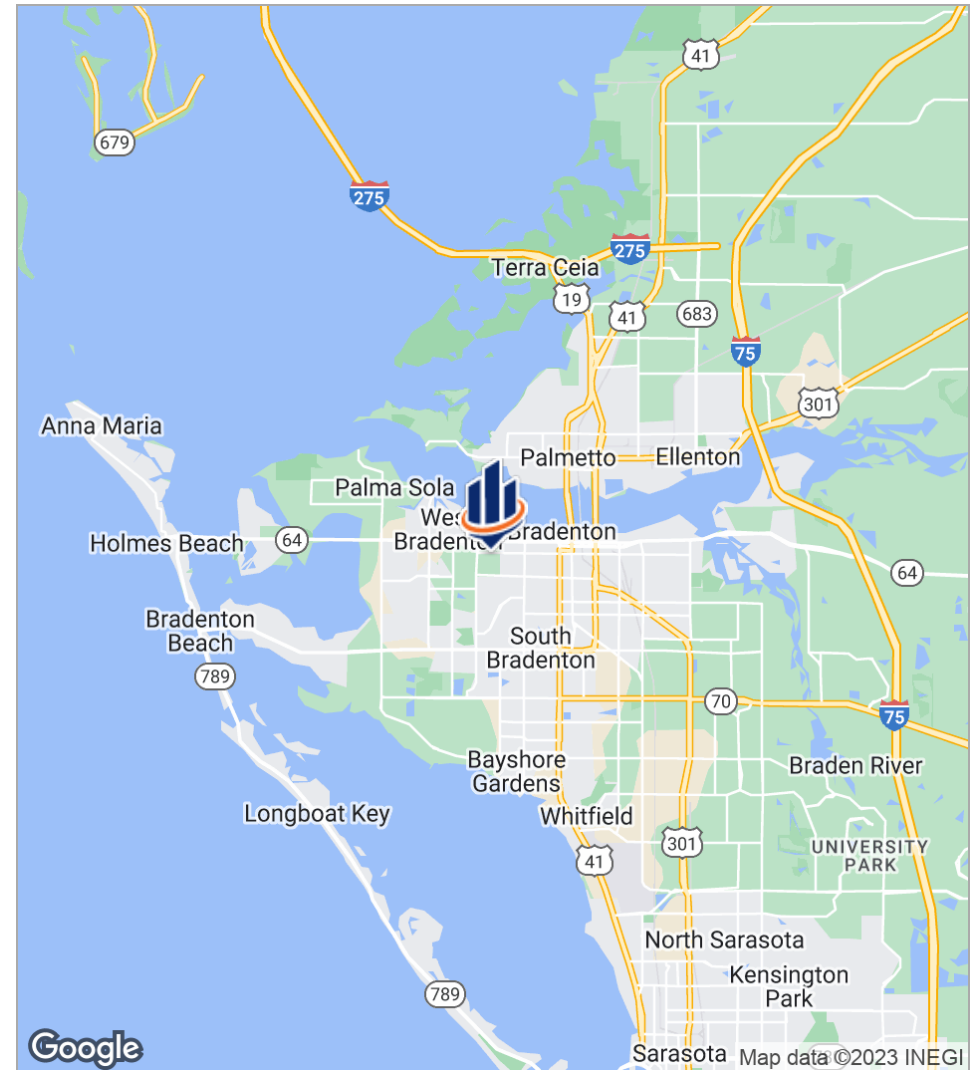 41
679
275
275
Terra Ceia
19
41
683
75
301
Anna Maria
Palmetto
Ellenton
Palma Sola
Bradenton
Holmes Beach
64
64
Bradenton
Beach
South
Bradenton
789
70
75
Bayshore
Gardens
Braden River
Longboat Key
Whitfield
301
UNIVERSITY
PARK
41
North Sarasota
Kensington
Park
789
Google
Sarasota
Map data ©2023 INEGI